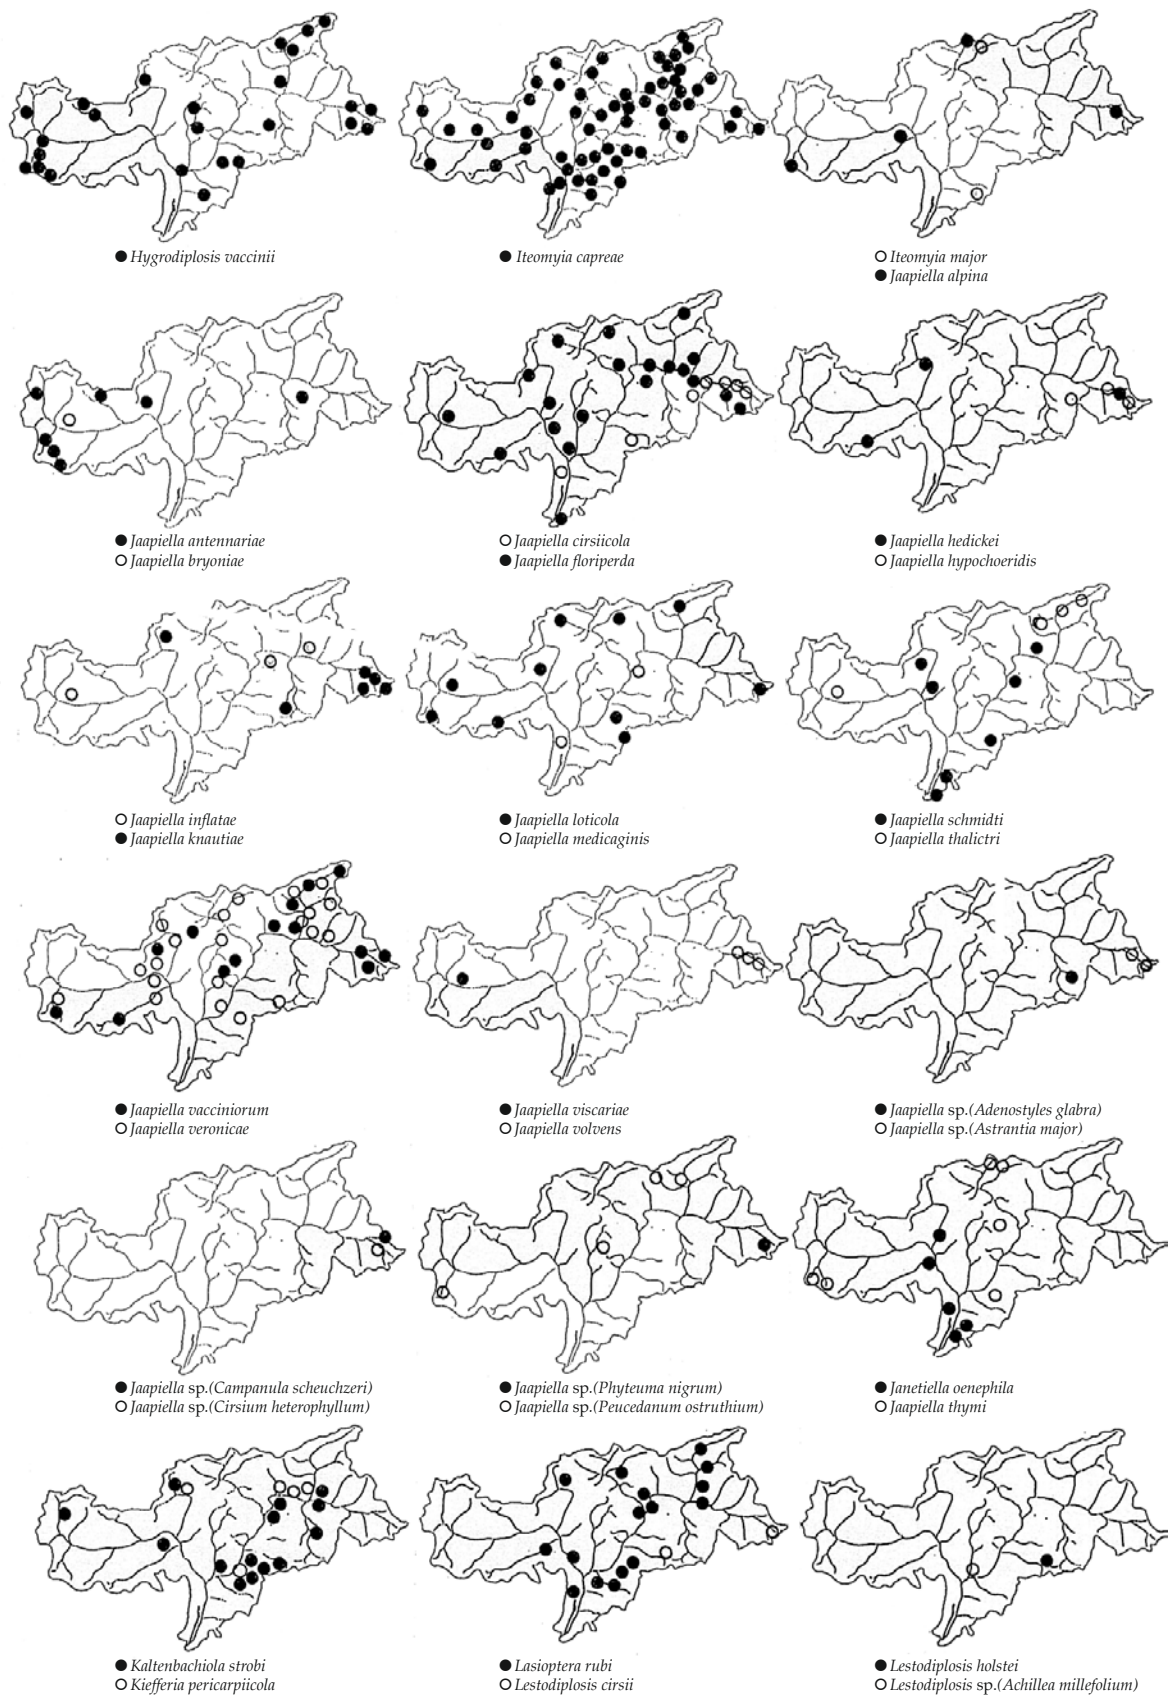 ● Hygrodiplosis vaccinii
● Iteomyia capreae
○ Iteomyia major
● Jaapiella alpina
● Jaapiella antennariae
○ Jaapiella bryoniae
○ Jaapiella cirsiicola
● Jaapiella floriperda
● Jaapiella hedickei
○ Jaapiella hypochoeridis
○ Jaapiella inflatae
● Jaapiella knautiae
● Jaapiella loticola
○ Jaapiella medicaginis
● Jaapiella schmidti
○ Jaapiella thalictri
● Jaapiella vacciniorum
○ Jaapiella veronicae
● Jaapiella viscariae
○ Jaapiella volvens
● Jaapiella sp.(Adenostyles glabra)
○ Jaapiella sp.(Astrantia major)
● Jaapiella sp.(Campanula scheuchzeri)
○ Jaapiella sp.(Cirsium heterophyllum)
● Jaapiella sp.(Phyteuma nigrum)
○ Jaapiella sp.(Peucedanum ostruthium)
● Janetiella oenephila
○ Jaapiella thymi
● Kaltenbachiola strobi
○ Kiefferia pericarpiicola
● Lasioptera rubi
○ Lestodiplosis cirsii
● Lestodiplosis holstei
○ Lestodiplosis sp.(Achillea millefolium)